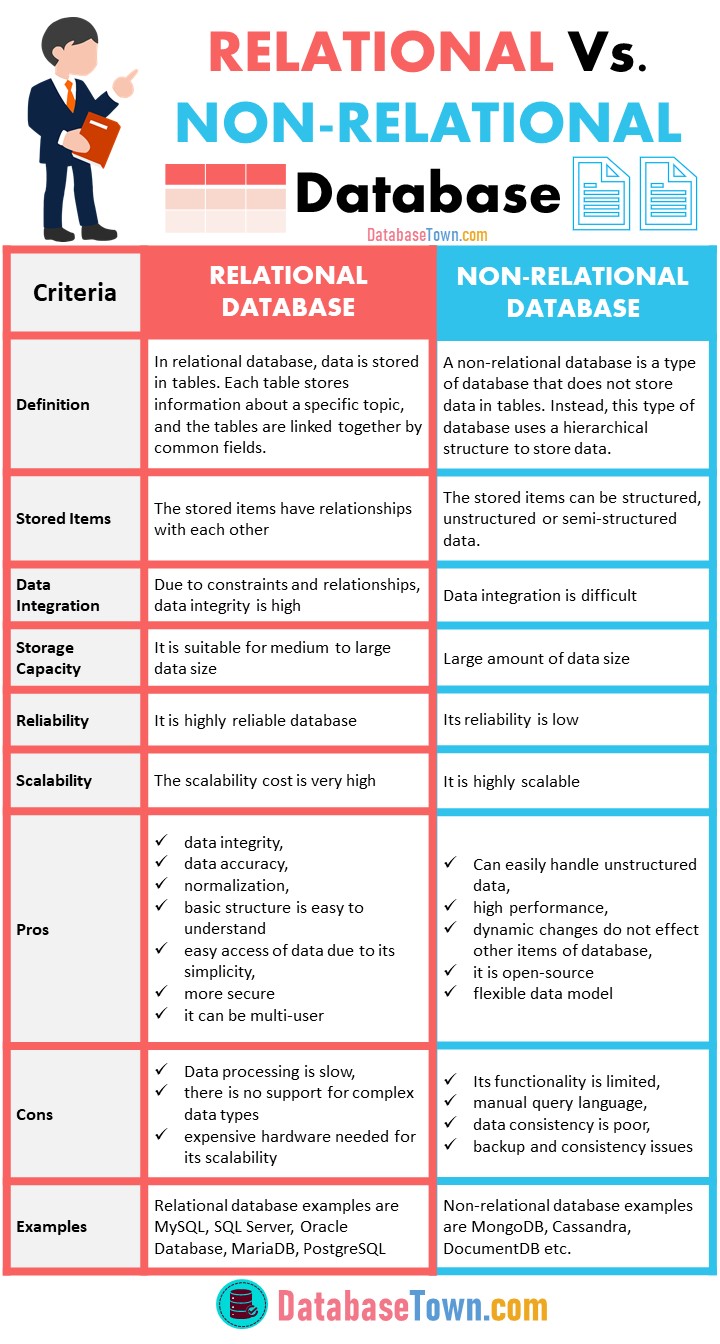 RELATIONAL Vs.
NON-RELATIONAL
Database
DatabaseTown.com
Criteria
RELATIONAL
DATABASE
NON-RELATIONAL
DATABASE
Definition
In relational database, data is stored
in tables. Each table stores
information about a specific topic,
and the tables are linked together by
common fields.
A non-relational database is a type
of database that does not store
data in tables. Instead, this type of
database uses a hierarchical
structure to store data.
Stored Items
The stored items have relationships
with each other
The stored items can be structured,
unstructured or semi-structured
data.
Data
Integration
Due to constraints and relationships,
data integrity is high
Data integration is difficult
Storage
Capacity
It is suitable for medium to large
data size
Large amount of data size
Reliability
It is highly reliable database
Its reliability is low
Scalability
The scalability cost is very high
It is highly scalable
Pros
✓ data integrity,
✓ data accuracy,
✓ normalization,
✓ basic structure is easy to
understand
✓ easy access of data due to its
simplicity,
✓ more secure
✓ it can be multi-user
✓ Can easily handle unstructured
data,
✓ high performance,
✓ dynamic changes do not effect
other items of database,
✓ it is open-source
✓ flexible data model
Cons
✓ Data processing is slow,
✓ there is no support for complex
data types
✓ expensive hardware needed for
its scalability
✓ Its functionality is limited,
✓ manual query language,
✓ data consistency is poor,
✓ backup and consistency issues
Examples
Relational database examples are
MySQL, SQL Server, Oracle
Database, MariaDB, PostgreSQL
Non-relational database examples
are MongoDB, Cassandra,
DocumentDB etc.
DatabaseTown.com